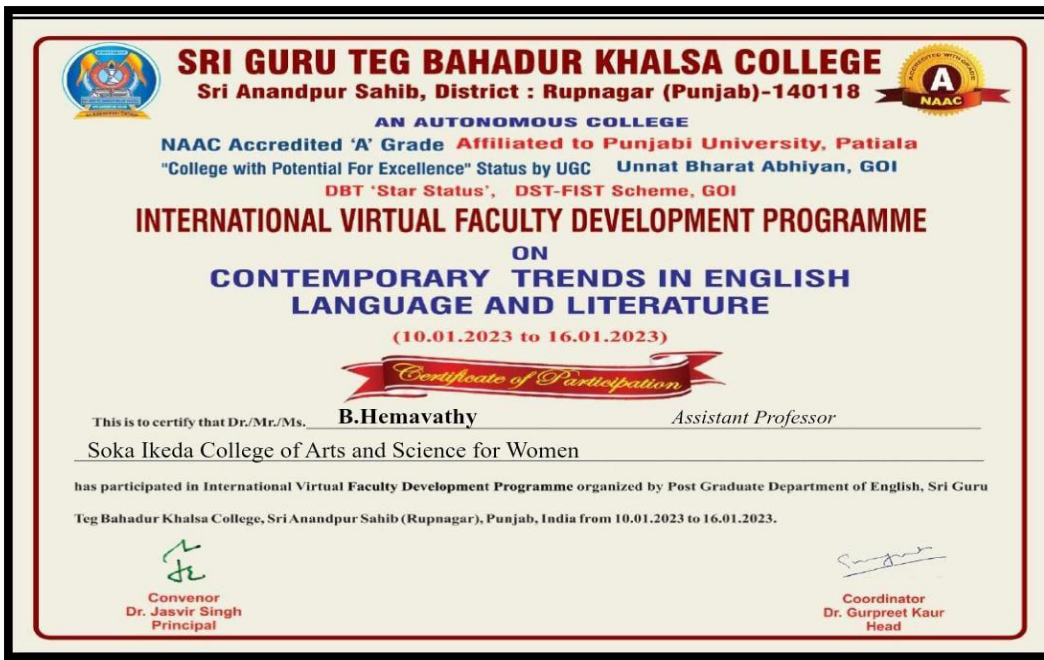 SRI GURU TEG BAHADUR KHALSA COLLEGE
Sri Anandpur Sahib, District : Rupnagar (Punjab)-140118
ACCREDITED WITH GRADE
A
NAAC
AN AUTONOMOUS COLLEGE
NAAC Accredited 'A' Grade Affiliated to Punjabi University, Patiala
"College with Potential For Excellence" Status by UGC Unnat Bharat Abhiyan, GOI
DBT 'Star Status', DST-FIST Scheme, GOI
INTERNATIONAL VIRTUAL FACULTY DEVELOPMENT PROGRAMME
ON
CONTEMPORARY TRENDS IN ENGLISH
LANGUAGE AND LITERATURE
(10.01.2023 to 16.01.2023)
Certificate of Participation
This is to certify that Dr./Mr./Ms. B.Hemavathy Assistant Professor
Soka Ikeda College of Arts and Science for Women
has participated in International Virtual Faculty Development Programme organized by Post Graduate Department of English, Sri Guru
Teg Bahadur Khalsa College, Sri Anandpur Sahib (Rupnagar), Punjab, India from 10.01.2023 to 16.01.2023.
Convenor
Dr. Jasvir Singh
Principal
Coordinator
Dr. Gurpreet Kaur
Head